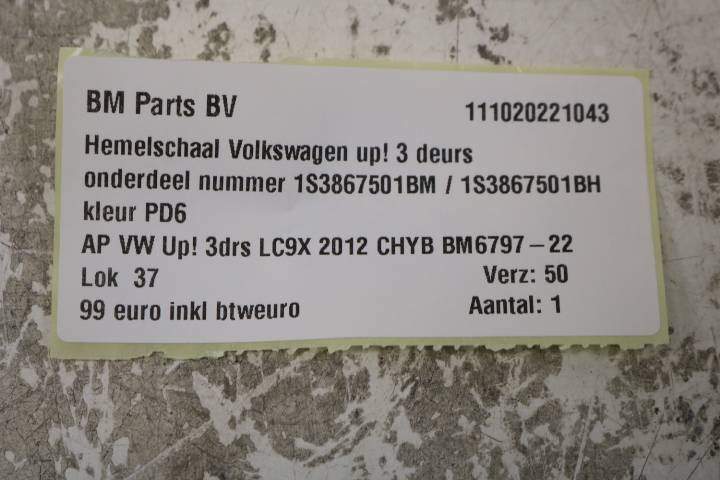 BM Parts BV 111020221043
Hemelschaal Volkswagen up! 3 deurs
onderdeel nummer 1S3867501BM / 1S3867501BH
kleur PD6
AP VW Up! 3drs LC9X 2012 CHYB BM6797-22
Lok 37 Verz: 50
99 euro inkl btweuro Aantal: 1